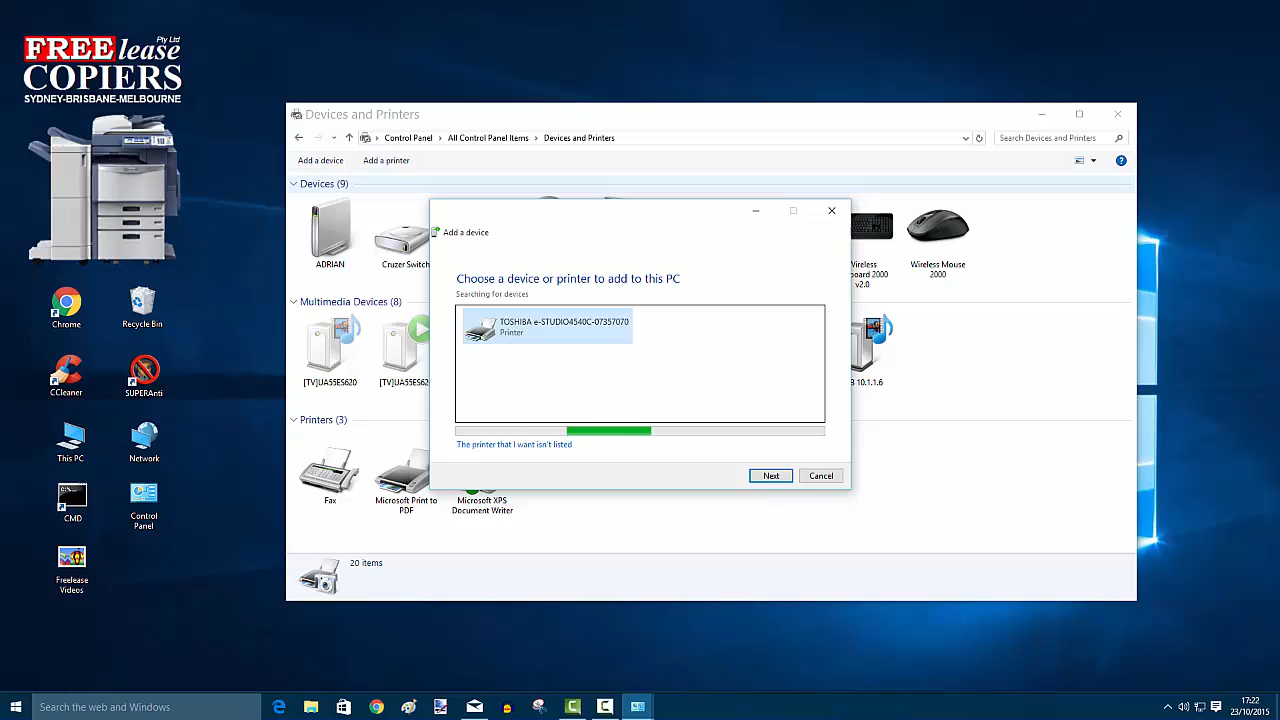 FREE lease Pty Ltd
COPIERS
SYDNEY-BRISBANE-MELBOURNE
Chrome
Recycle Bin
CCleaner
SUPERAnti
This PC
Network
CMD
Control
Panel
Freelease
Videos
Devices and Printers
Control Panel
All Control Panel Items
Devices and Printers
Search Devices and Printers
Add a device
Add a printer
Devices (9)
ADRIAN
Cruzer Switch
Wireless
board 2000
v2.0
Wireless Mouse
2000
Multimedia Devices (8)
[TV]UA55ES620
[TV]UA55ES62
10.1.1.6
Printers (3)
Fax
Microsoft Print to
PDF
Microsoft XPS
Document Writer
20 items
Add a device
Choose a device or printer to add to this PC
Searching for devices
TOSHIBA e-STUDIO4540C-07357070
Printer
The printer that I want isn't listed
Next
Cancel
Search the web and Windows
17:22
23/10/2015